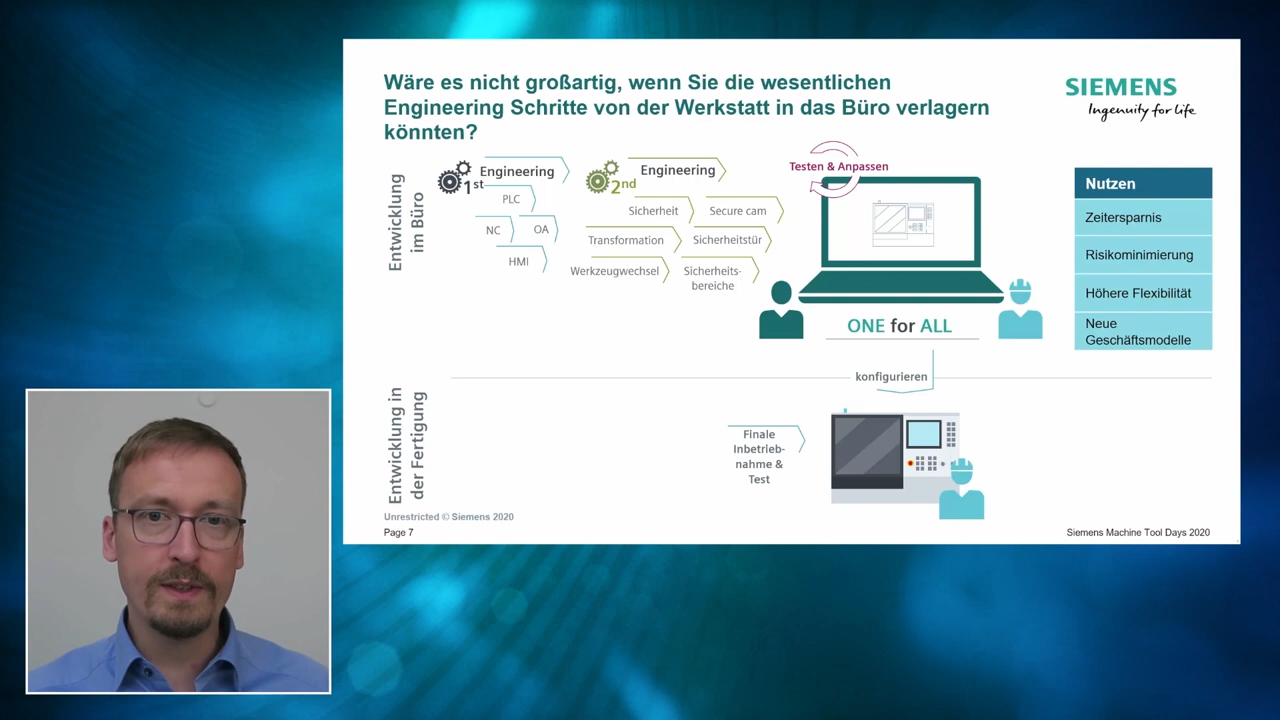 Wäre es nicht großartig, wenn Sie die wesentlichen
Engineering Schritte von der Werkstatt in das Büro verlagern
könnten?
SIEMENS
Ingenuity for life
Entwicklung
im Büro
1st
Engineering
PLC
NC
OA
HMI
2nd
Engineering
Sicherheit
Secure cam
Transformation
Sicherheitstür
Werkzeugwechsel
Sicherheits-
bereiche
Testen & Anpassen
ONE for ALL
Nutzen
Zeitersparnis
Risikominimierung
Höhere Flexibilität
Neue
Geschäftsmodelle
konfigurieren
Entwicklung in
der Fertigung
Finale
Inbetrieb-
nahme &
Test
Unrestricted © Siemens 2020
Page 7
Siemens Machine Tool Days 2020